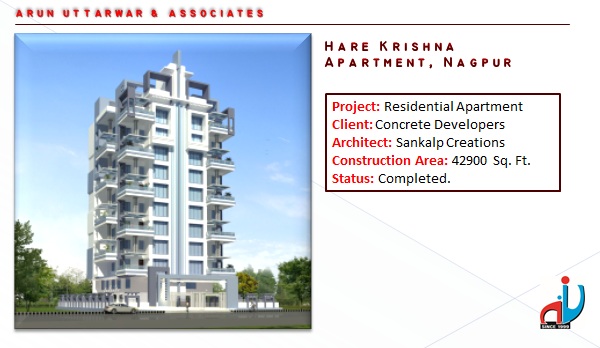 ARUN UTTARWAR & ASSOCIATES
HARE KRISHNA
APARTMENT, NAGPUR
Project: Residential Apartment
Client: Concrete Developers
Architect: Sankalp Creations
Construction Area: 42900 Sq. Ft.
Status: Completed.
SINCE 1999